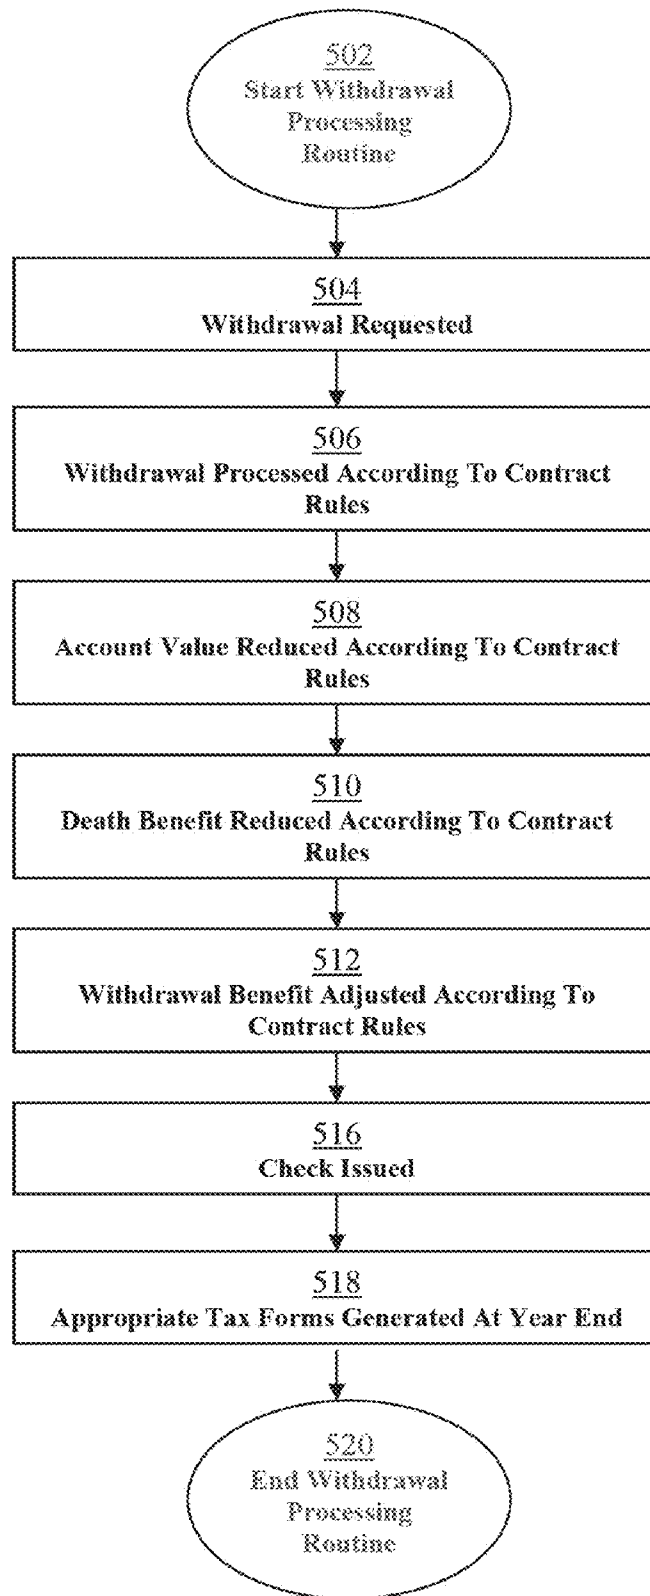 502
Start Withdrawal
Processing
Routine
504
Withdrawal Requested
506
Withdrawal Processed According To Contract
Rules
508
Account Value Reduced According To Contract
Rules
510
Death Benefit Reduced According To Contract
Rules
512
Withdrawal Benefit Adjusted According To
Contract Rules
516
Check Issued
518
Appropriate Tax Forms Generated At Year End
520
End Withdrawal
Processing
Routine